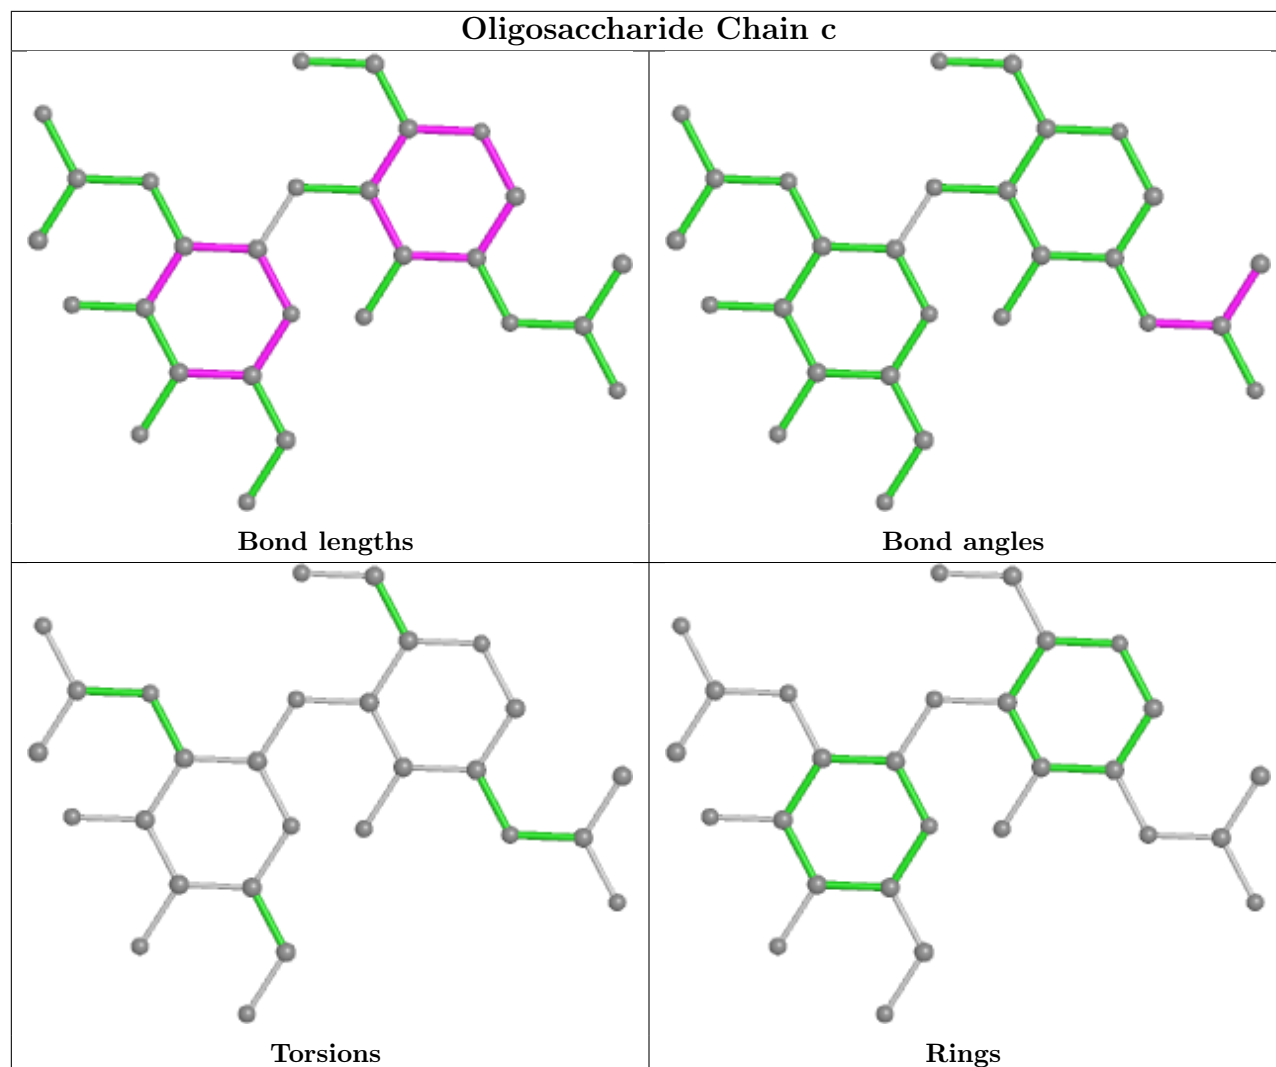 Oligosaccharide Chain c
Bond lengths
Bond angles
Torsions
Rings